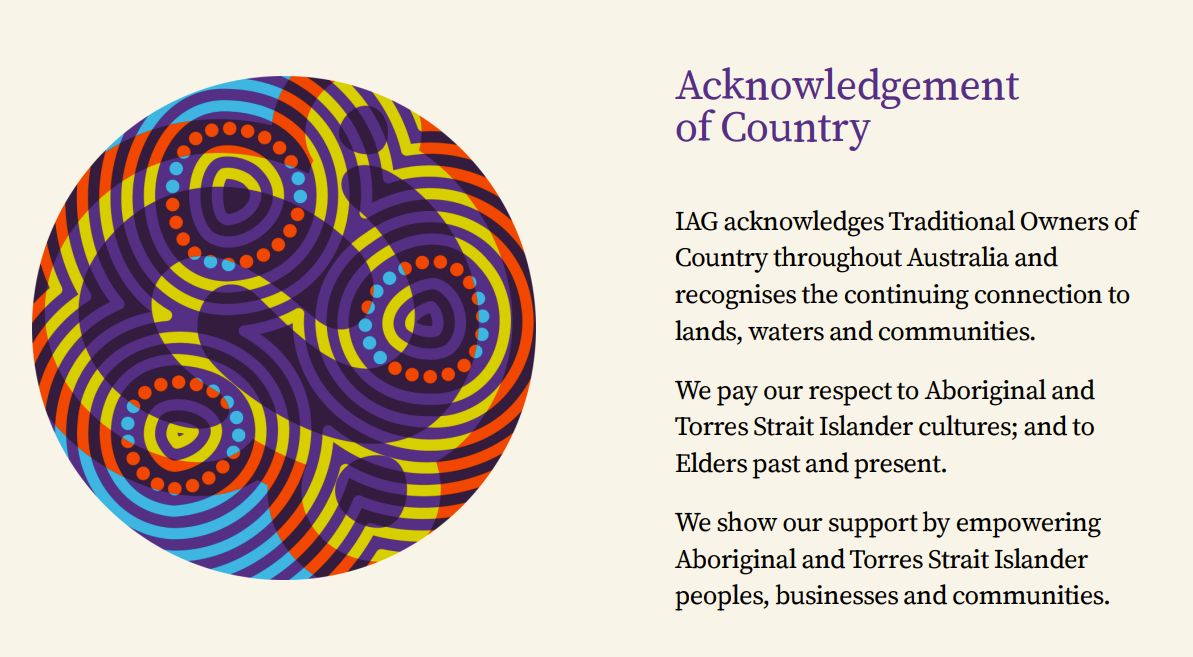 Acknowledgement
of Country
IAG acknowledges Traditional Owners of
Country throughout Australia and
recognises the continuing connection to
lands, waters and communities.
We pay our respect to Aboriginal and
Torres Strait Islander cultures; and to
Elders past and present.
We show our support by empowering
Aboriginal and Torres Strait Islander
peoples, businesses and communities.